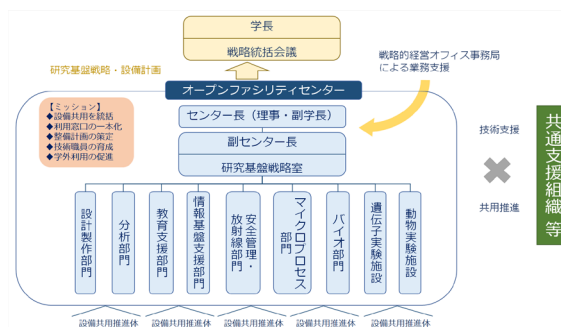 学長
戦略統括会議
研究基盤戦略・設備計画
戦略的経営オフィス事務局
による業務支援
オープンファシリティセンター
【ミッション】
◆設備共用を統括
◆利用窓口の一本化
◆整備計画の策定
◆技術職員の育成
◆学外利用の促進
センター長（理事・副学長）
副センター長
研究基盤戦略室
設計製作部門
分析部門
教育支援部門
情報基盤支援部門
安全管理・
放射線部門
マイクロプロセス
部門
バイオ部門
遺伝子実験施設
動物実験施設
技術支援
共用推進
共通支援組織 等
設備共用推進体
設備共用推進体
設備共用推進体
設備共用推進体
設備共用推進体